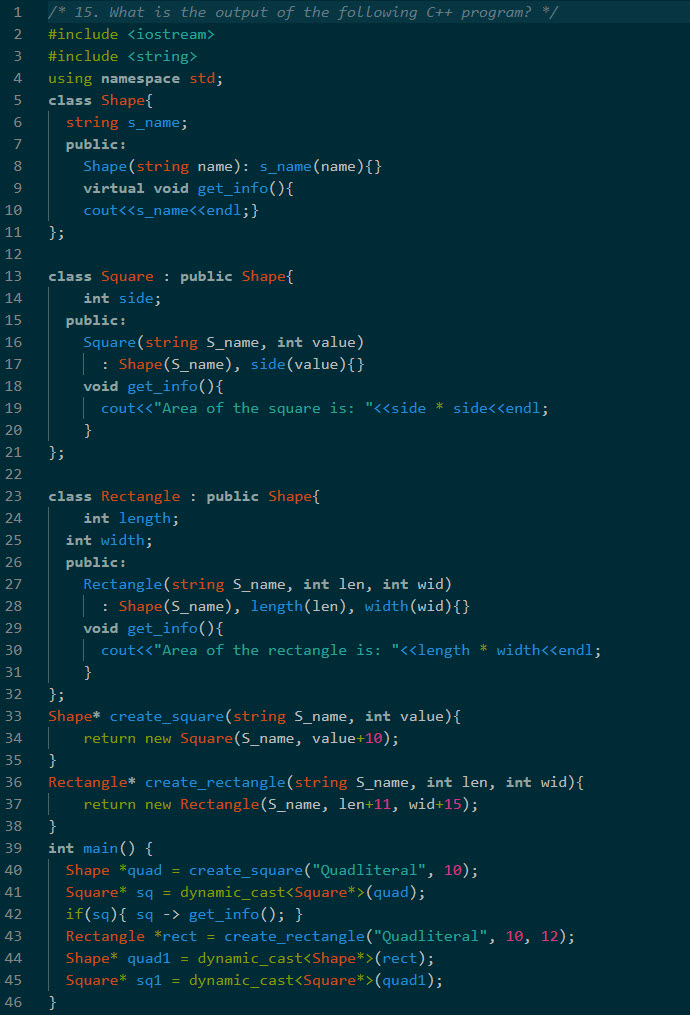 1 /* 15. What is the output of the following C++ program? */
2 #include <iostream>
3 #include <string>
4 using namespace std;
5 class Shape{
6   string s_name;
7   public:
8     Shape(string name): s_name(name){}
9     virtual void get_info(){
10     cout<<s_name<<endl;}
11 };
12
13 class Square : public Shape{
14     int side;
15   public:
16     Square(string S_name, int value)
17       : Shape(S_name), side(value){}
18     void get_info(){
19       cout<<"Area of the square is: "<<side * side<<endl;
20     }
21 };
22
23 class Rectangle : public Shape{
24     int length;
25   int width;
26   public:
27     Rectangle(string S_name, int len, int wid)
28       : Shape(S_name), length(len), width(wid){}
29     void get_info(){
30       cout<<"Area of the rectangle is: "<<length * width<<endl;
31     }
32 };
33 Shape* create_square(string S_name, int value){
34     return new Square(S_name, value+10);
35 }
36 Rectangle* create_rectangle(string S_name, int len, int wid){
37     return new Rectangle(S_name, len+11, wid+15);
38 }
39 int main() {
40   Shape *quad = create_square("Quadliteral", 10);
41   Square* sq = dynamic_cast<Square*>(quad);
42   if(sq){ sq -> get_info(); }
43   Rectangle *rect = create_rectangle("Quadliteral", 10, 12);
44   Shape* quad1 = dynamic_cast<Shape*>(rect);
45   Square* sq1 = dynamic_cast<Square*>(quad1);
46 }